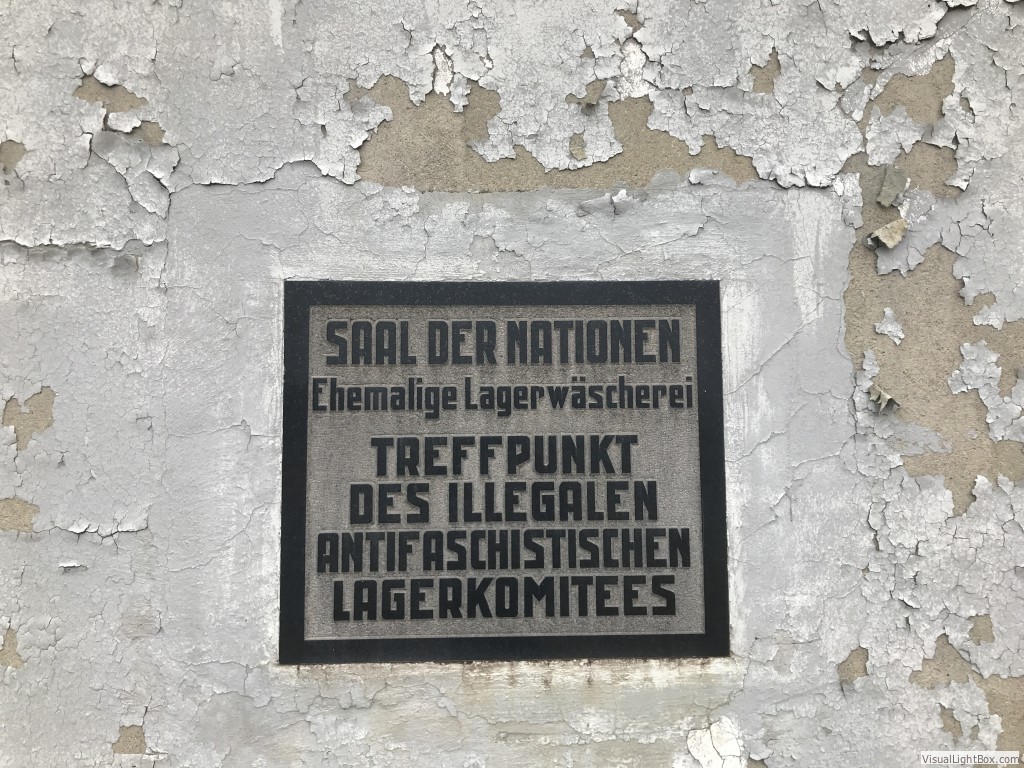 SAAL DER NATIONEN
Ehemalige Lagerwäscherei
TREFFPUNKT
DES ILLEGALEN
ANTIFASCHISTISCHEN
LAGERKOMITEES
VisualLightBox.com